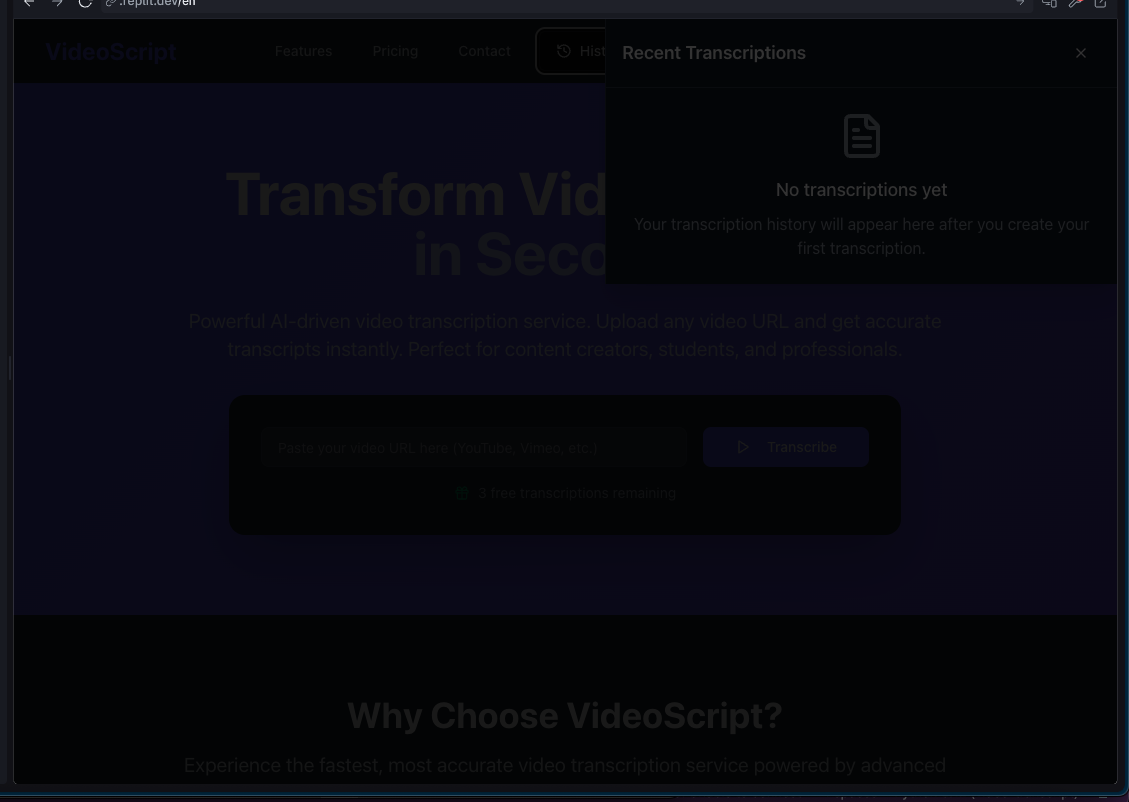 .replit.dev/en
VideoScript
Features
Pricing
Contact
Hist
Recent Transcriptions
No transcriptions yet
Your transcription history will appear here after you create your
first transcription.
Transform Vid
in Seco
Powerful AI-driven video transcription service. Upload any video URL and get accurate
transcripts instantly. Perfect for content creators, students, and professionals.
Paste your video URL here (YouTube, Vimeo, etc.)
Transcribe
3 free transcriptions remaining
Why Choose VideoScript?
Experience the fastest, most accurate video transcription service powered by advanced